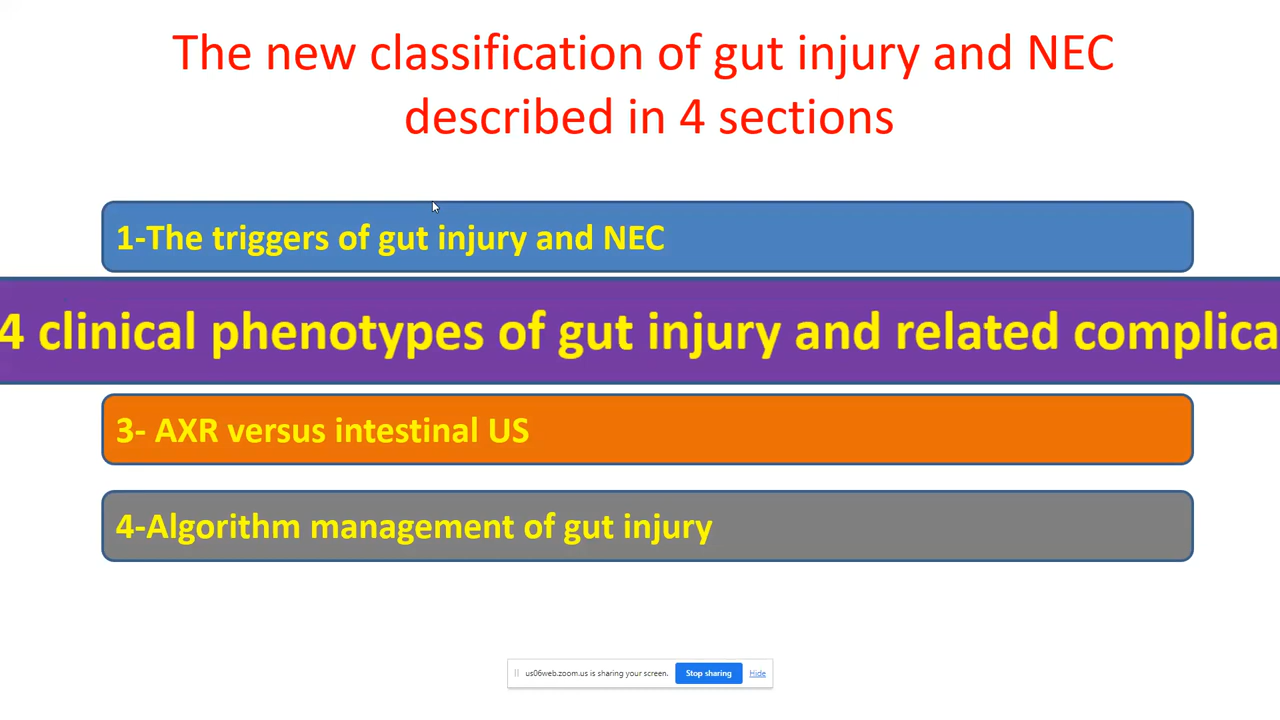 The new classification of gut injury and NEC
described in 4 sections
1-The triggers of gut injury and NEC
4 clinical phenotypes of gut injury and related complica
3- AXR versus intestinal US
4-Algorithm management of gut injury
us06web.zoom.us is sharing your screen. Stop sharing Hide